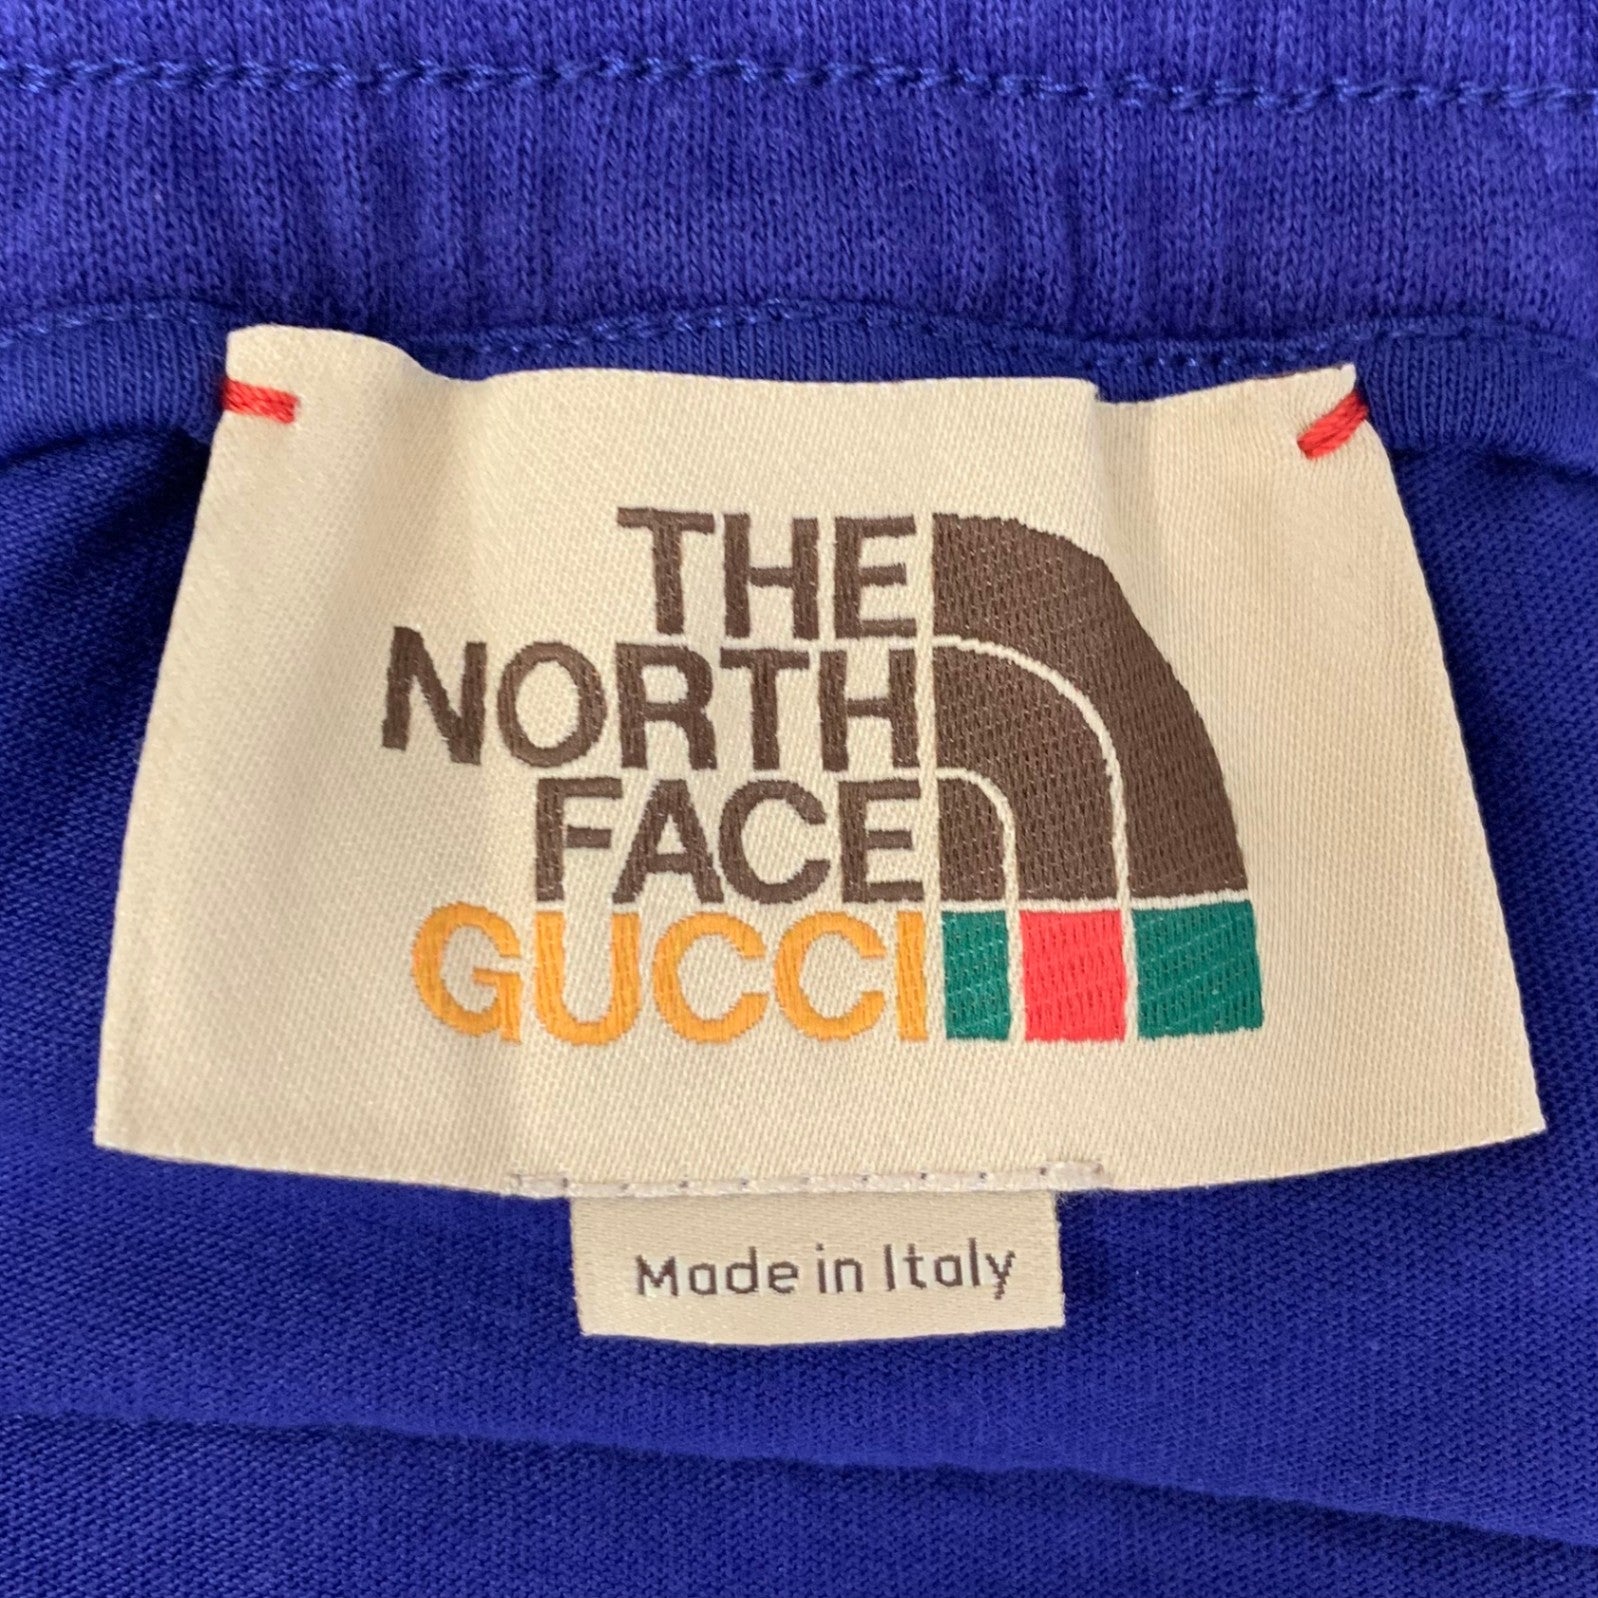 THE
NORTH
FACE
GUCCI
Made in Italy